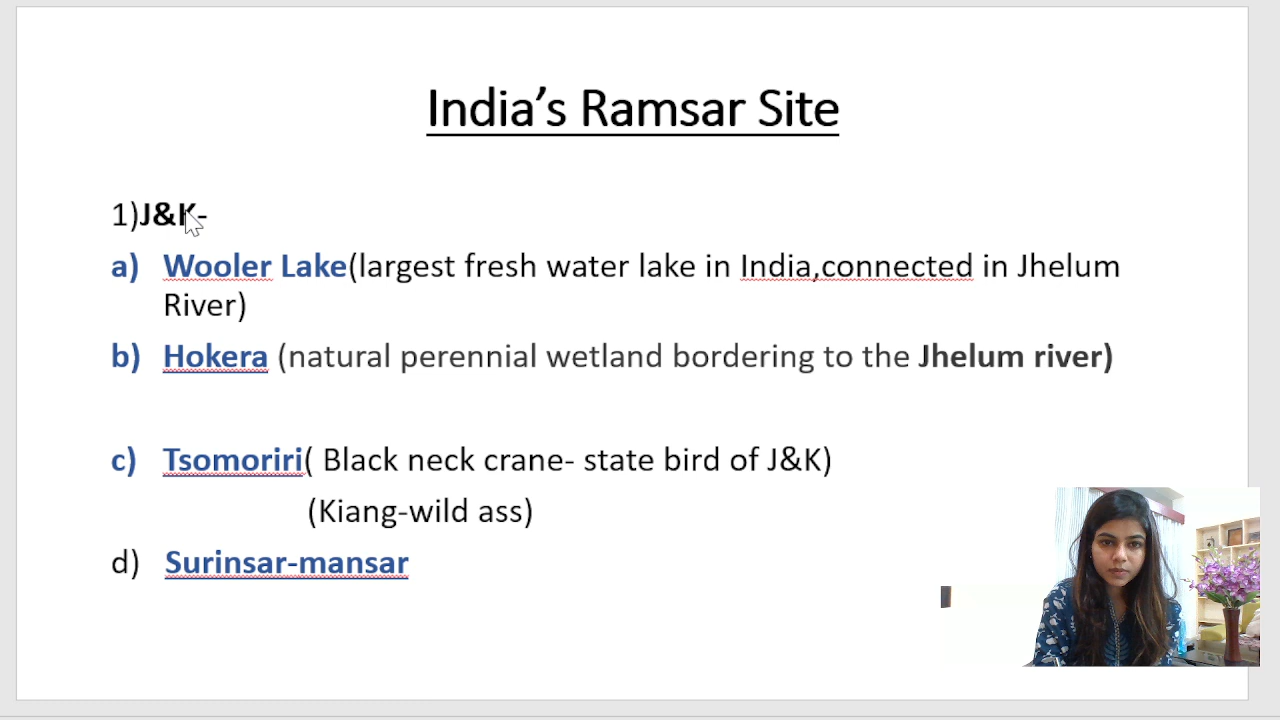 India’s Ramsar Site
1)J&K-
a) Wooler Lake(largest fresh water lake in India,connected in Jhelum
River)
b) Hokera (natural perennial wetland bordering to the Jhelum river)
c) Tsomoriri( Black neck crane- state bird of J&K)
(Kiang-wild ass)
d) Surinsar-mansar